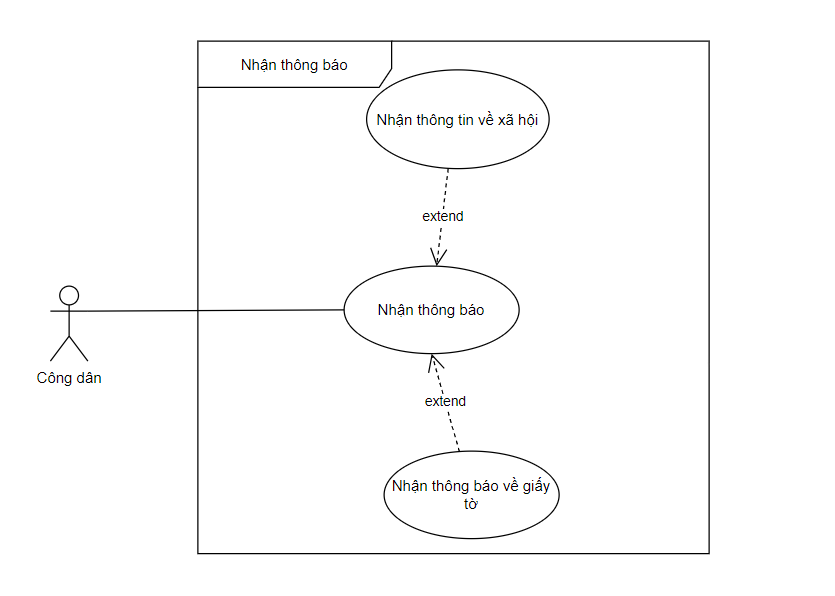 Nhận thông báo
Nhận thông tin về xã hội
extend
Nhận thông báo
Công dân
extend
Nhận thông báo về giấy
tờ